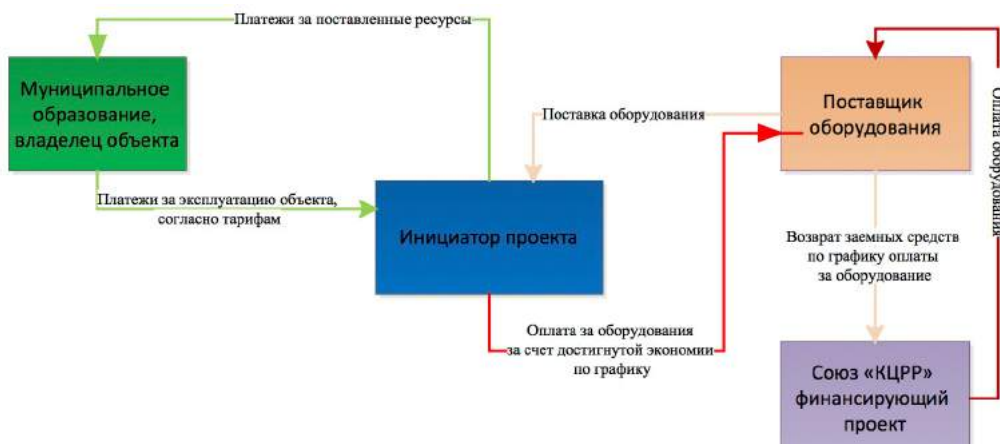 Платежи за поставленные ресурсы
Муниципальное
образование,
владелец объекта
Поставка оборудования
Поставщик
оборудования
Оплата оборудования
Платежи за эксплуатацию объекта,
согласно тарифам
Инициатор проекта
Возврат заемных средств
по графику оплаты
за оборудование
Оплата за оборудования
за счет достигнутой экономии
по графику
Союз «КЦРР»
финансирующий
проект